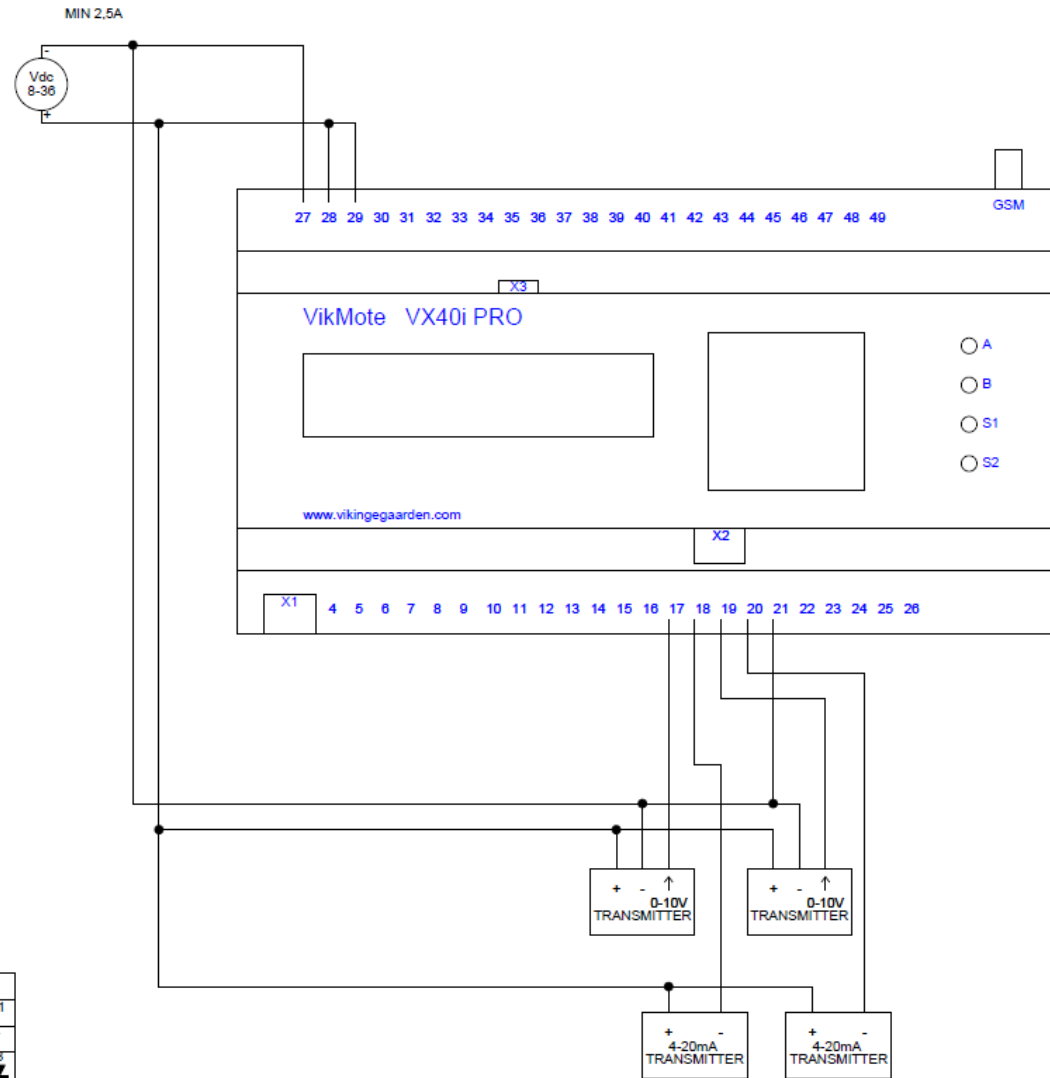 MIN 2,5A
-
Vdc
8-36
+
27 28 29 30 31 32 33 34 35 36 37 38 39 40 41 42 43 44 45 46 47 48 49
GSM
X3
VikMote VX40i PRO
A
B
S1
S2
www.vikingegaarden.com
X2
X1 4 5 6 7 8 9 10 11 12 13 14 15 16 17 18 19 20 21 22 23 24 25 26
+ - ↑
0-10V
TRANSMITTER
+ - ↑
0-10V
TRANSMITTER
+ -
4-20mA
TRANSMITTER
+ -
4-20mA
TRANSMITTER